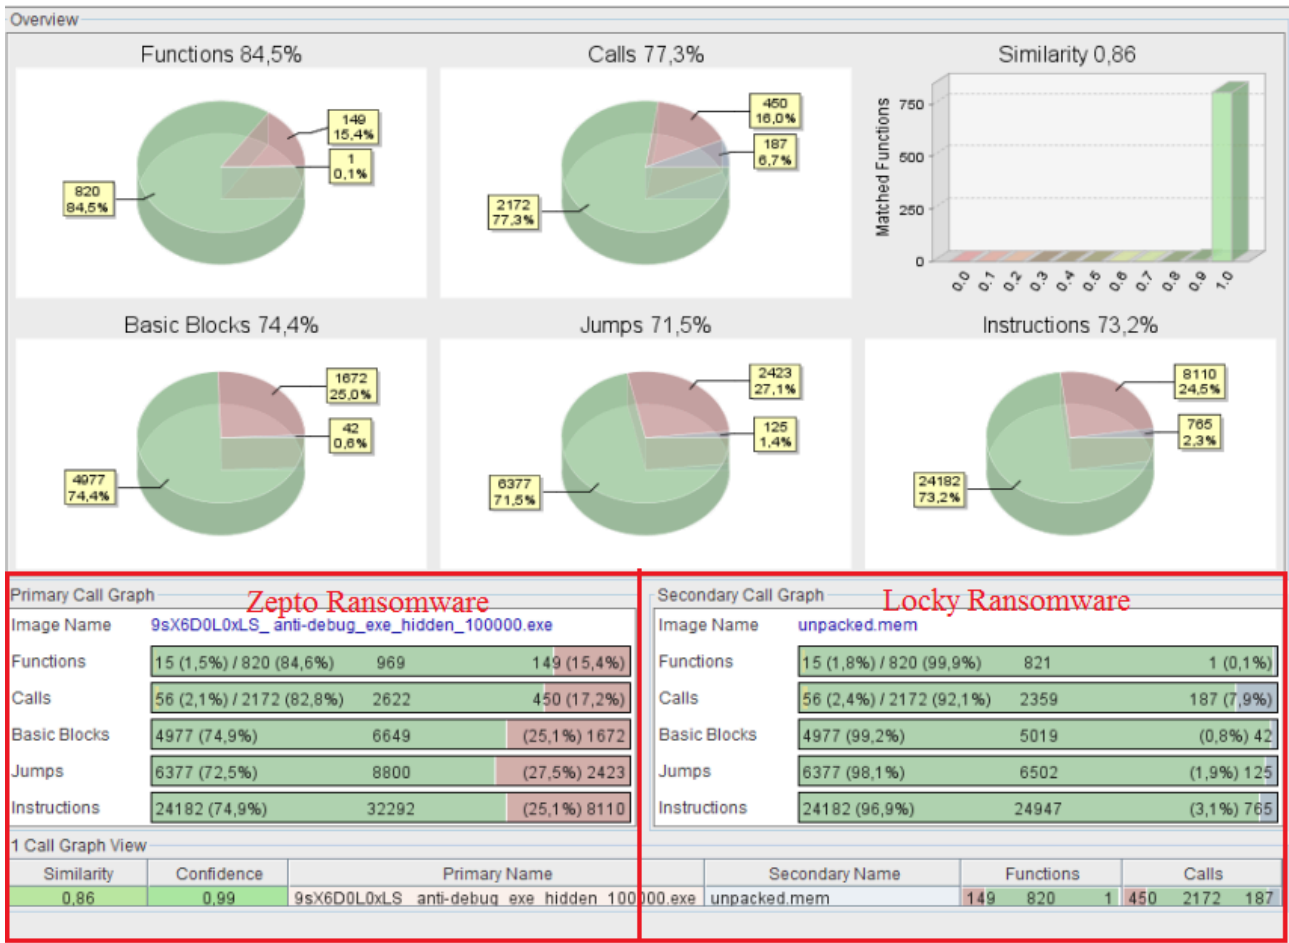 Overview
Functions 84,5%
149
15,4%
1
0,1%
820
84,5%
Calls 77,3%
450
16,0%
187
6,7%
2172
77,3%
Similarity 0,86
Matched Functions
750
500
250
0
0.0 0.1 0.2 0.3 0.4 0.5 0.6 0.7 0.8 0.9 1.0
Basic Blocks 74,4%
1672
25,0%
42
0,6%
4977
74,4%
Jumps 71,5%
2423
27,1%
125
1,4%
6377
71,5%
Instructions 73,2%
8110
24,5%
765
2,3%
24182
73,2%
Primary Call Graph
Zepto Ransomware
Image Name 9sX6D0L0xLS_ anti-debug_exe_hidden_100000.exe
Functions 15 (1,5%) / 820 (84,6%) 969 149 (15,4%)
Calls 56 (2,1%) / 2172 (82,8%) 2622 450 (17,2%)
Basic Blocks 4977 (74,9%) 6649 (25,1%) 1672
Jumps 6377 (72,5%) 8800 (27,5%) 2423
Instructions 24182 (74,9%) 32292 (25,1%) 8110
Secondary Call Graph
Locky Ransomware
Image Name unpacked.mem
Functions 15 (1,8%) / 820 (99,9%) 821 1 (0,1%)
Calls 56 (2,4%) / 2172 (92,1%) 2359 187 (7,9%)
Basic Blocks 4977 (99,2%) 5019 (0,8%) 42
Jumps 6377 (98,1%) 6502 (1,9%) 125
Instructions 24182 (96,9%) 24947 (3,1%) 765
1 Call Graph View
Similarity Confidence Primary Name Secondary Name Functions Calls
0,86 0,99 9sX6D0L0xLS_ anti-debug_exe_hidden_100000.exe unpacked.mem 149 820 1 450 2172 187